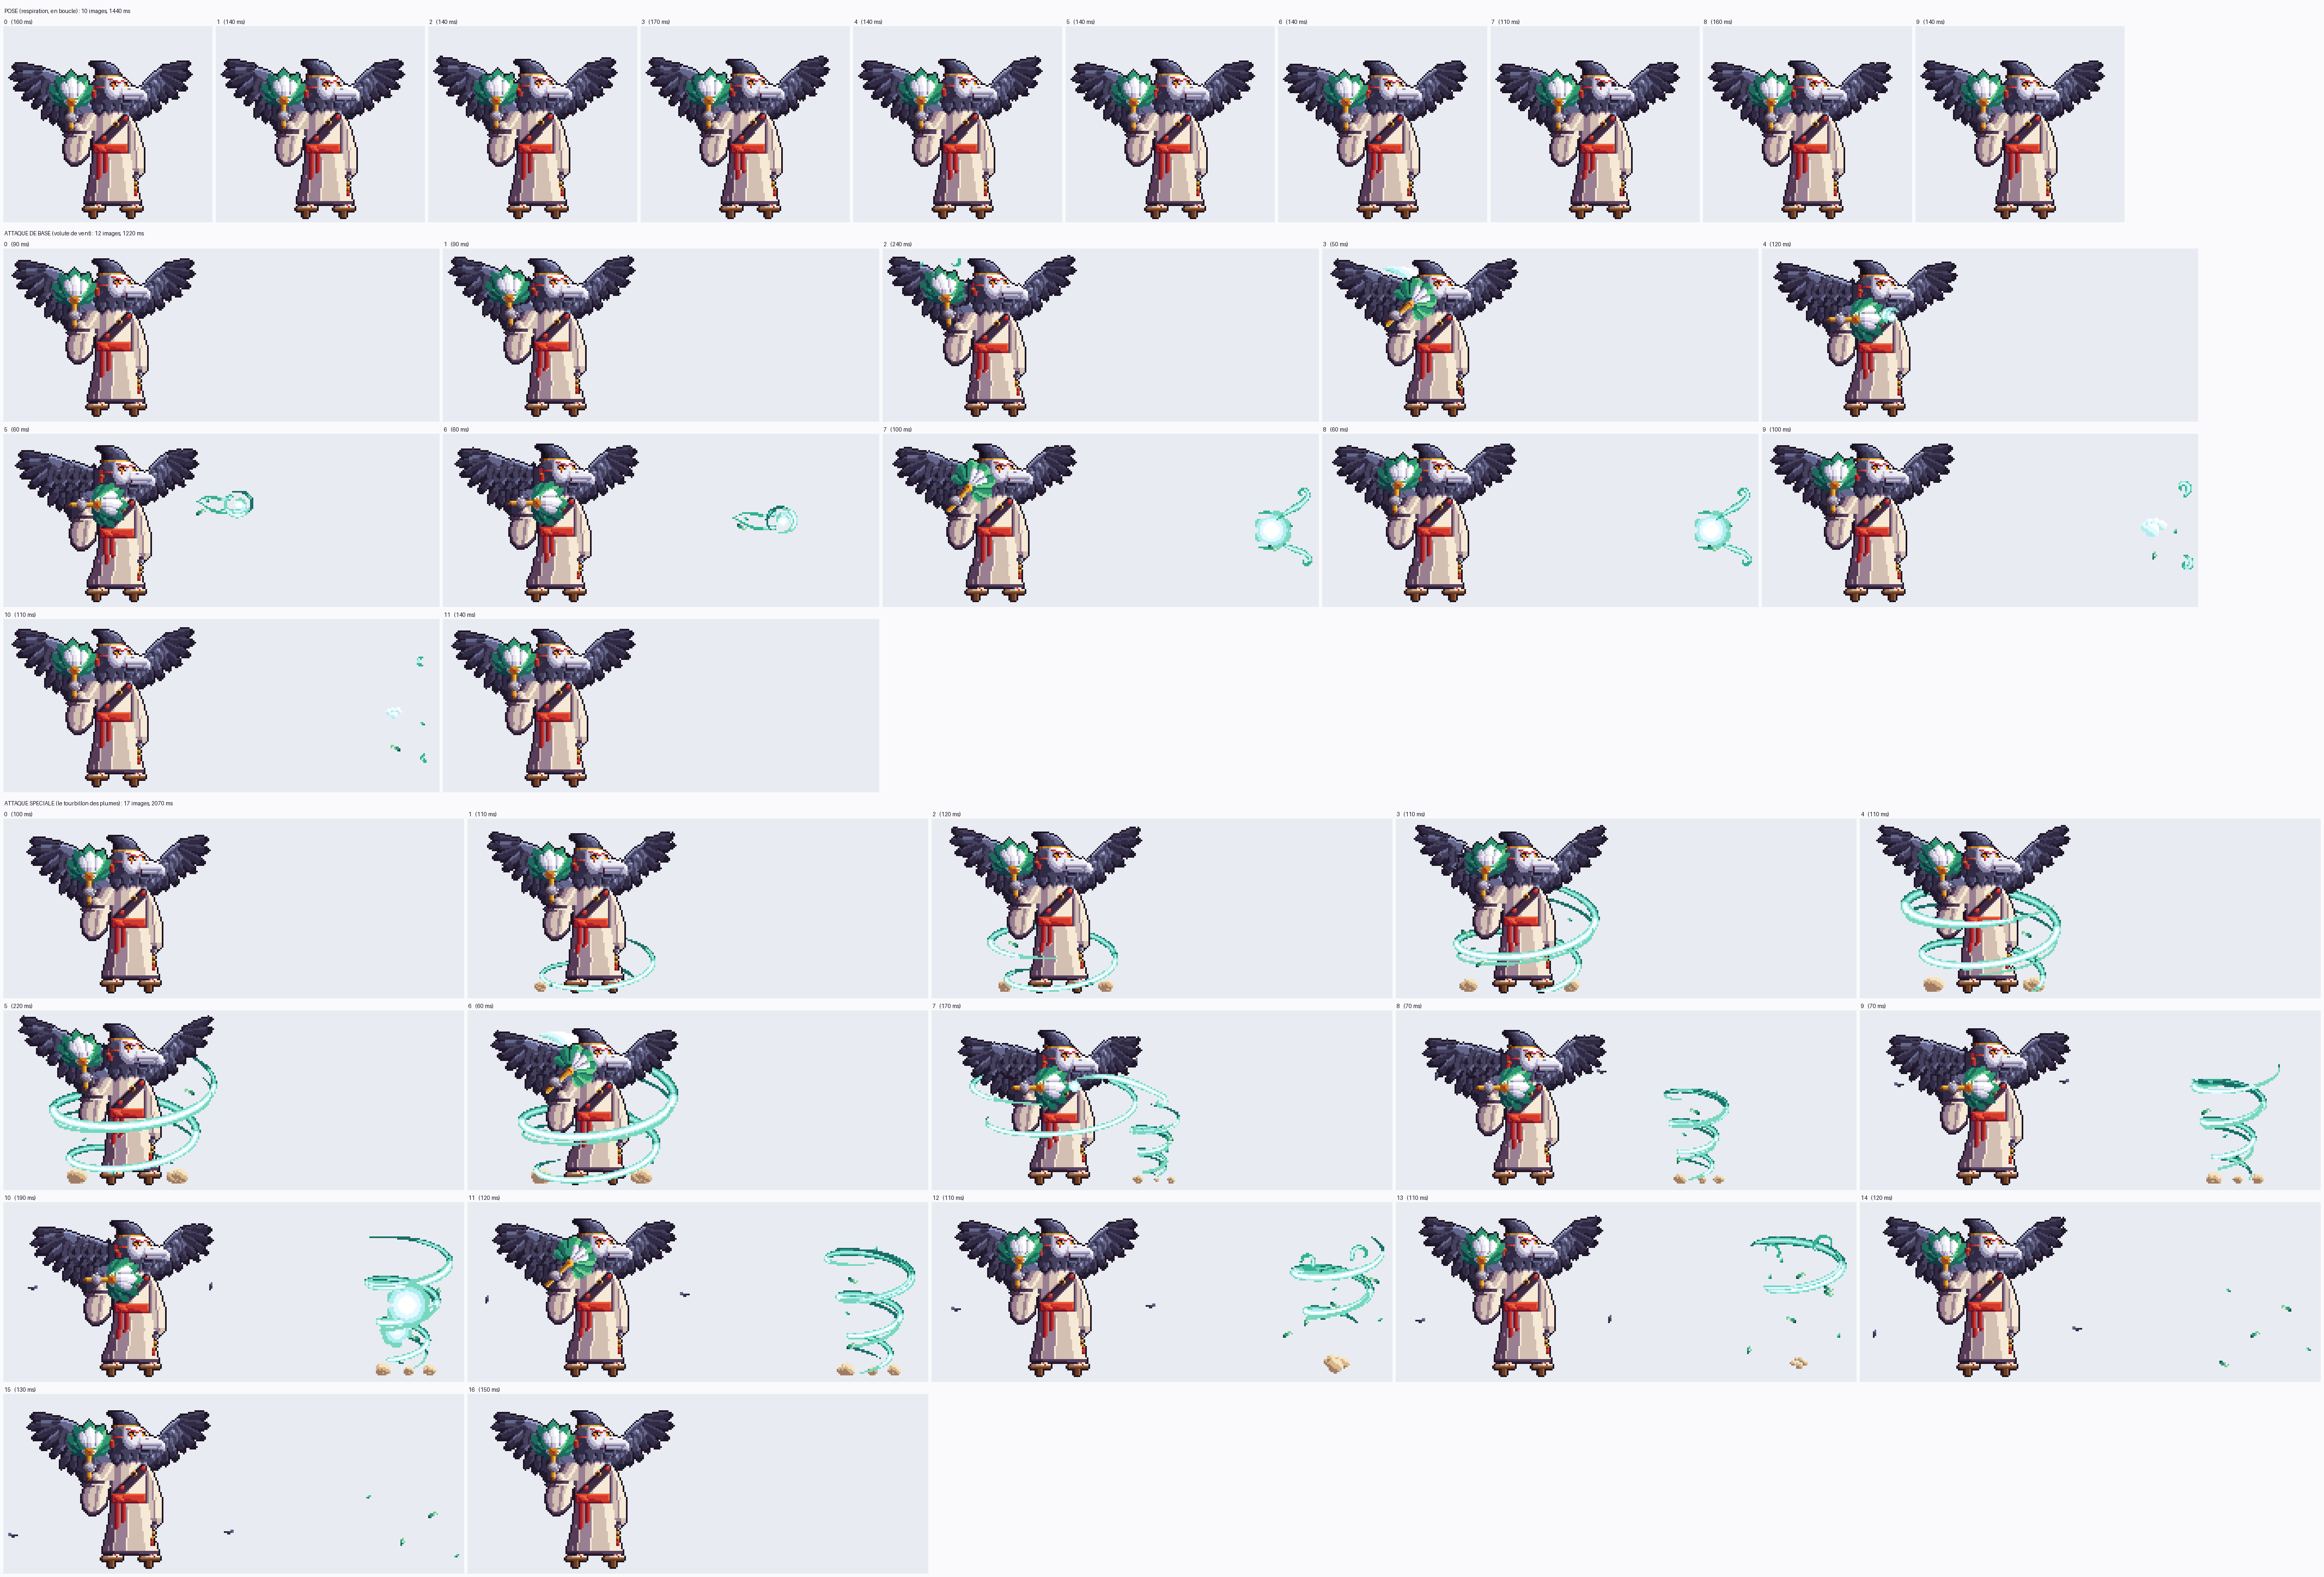 POSE (respiration, en boucle) : 10 images, 1440 ms
0 (160 ms) 1 (140 ms) 2 (140 ms) 3 (170 ms) 4 (140 ms) 5 (140 ms) 6 (140 ms) 7 (110 ms) 8 (160 ms) 9 (140 ms)
ATTAQUE DE BASE (volute de vent) : 12 images, 1220 ms
0 (90 ms) 1 (90 ms) 2 (240 ms) 3 (50 ms) 4 (120 ms)
5 (60 ms) 6 (60 ms) 7 (100 ms) 8 (60 ms) 9 (100 ms)
10 (110 ms) 11 (140 ms)
ATTAQUE SPECIALE (le tourbillon des plumes) : 17 images, 2070 ms
0 (100 ms) 1 (110 ms) 2 (120 ms) 3 (110 ms) 4 (110 ms)
5 (220 ms) 6 (60 ms) 7 (170 ms) 8 (70 ms) 9 (70 ms)
10 (190 ms) 11 (120 ms) 12 (110 ms) 13 (110 ms) 14 (120 ms)
15 (130 ms) 16 (150 ms)